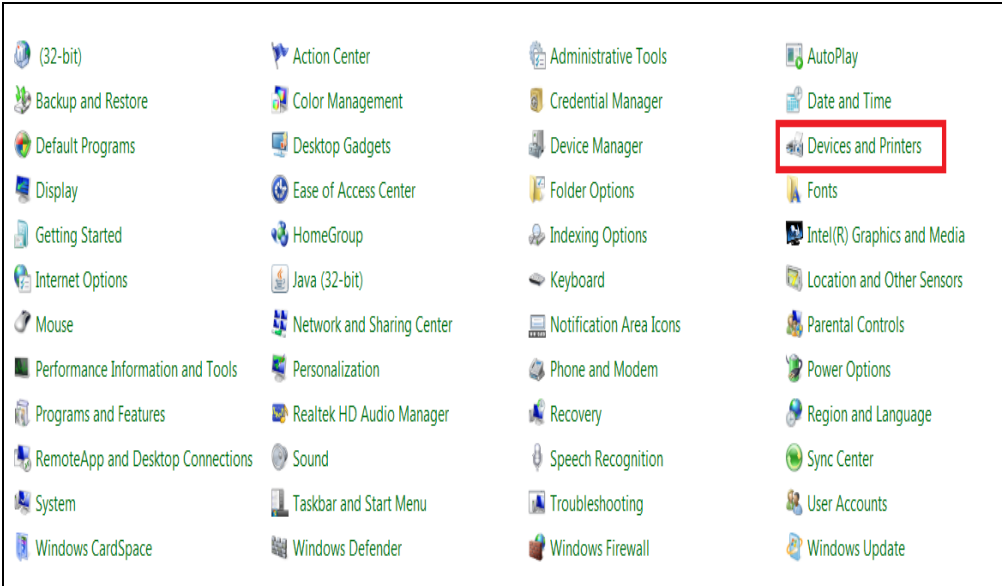 (32-bit) Action Center Administrative Tools AutoPlay
Backup and Restore Color Management Credential Manager Date and Time
Default Programs Desktop Gadgets Device Manager Devices and Printers
Display Ease of Access Center Folder Options Fonts
Getting Started HomeGroup Indexing Options Intel(R) Graphics and Media
Internet Options Java (32-bit) Keyboard Location and Other Sensors
Mouse Network and Sharing Center Notification Area Icons Parental Controls
Performance Information and Tools Personalization Phone and Modem Power Options
Programs and Features Realtek HD Audio Manager Recovery Region and Language
RemoteApp and Desktop Connections Sound Speech Recognition Sync Center
System Taskbar and Start Menu Troubleshooting User Accounts
Windows CardSpace Windows Defender Windows Firewall Windows Update